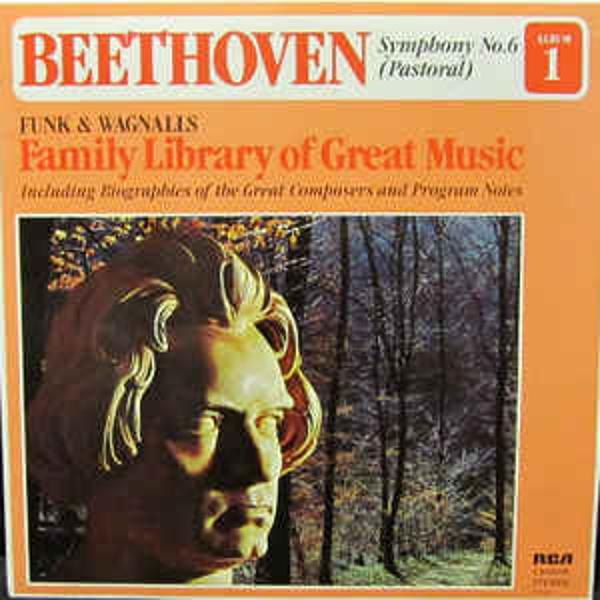 BEETHOVEN
Symphony No.6
(Pastoral)
ALBUM
1
FUNK & WAGNALLS
Family Library of Great Music
Including Biographies of the Great Composers and Program Notes
RCA
STEREO